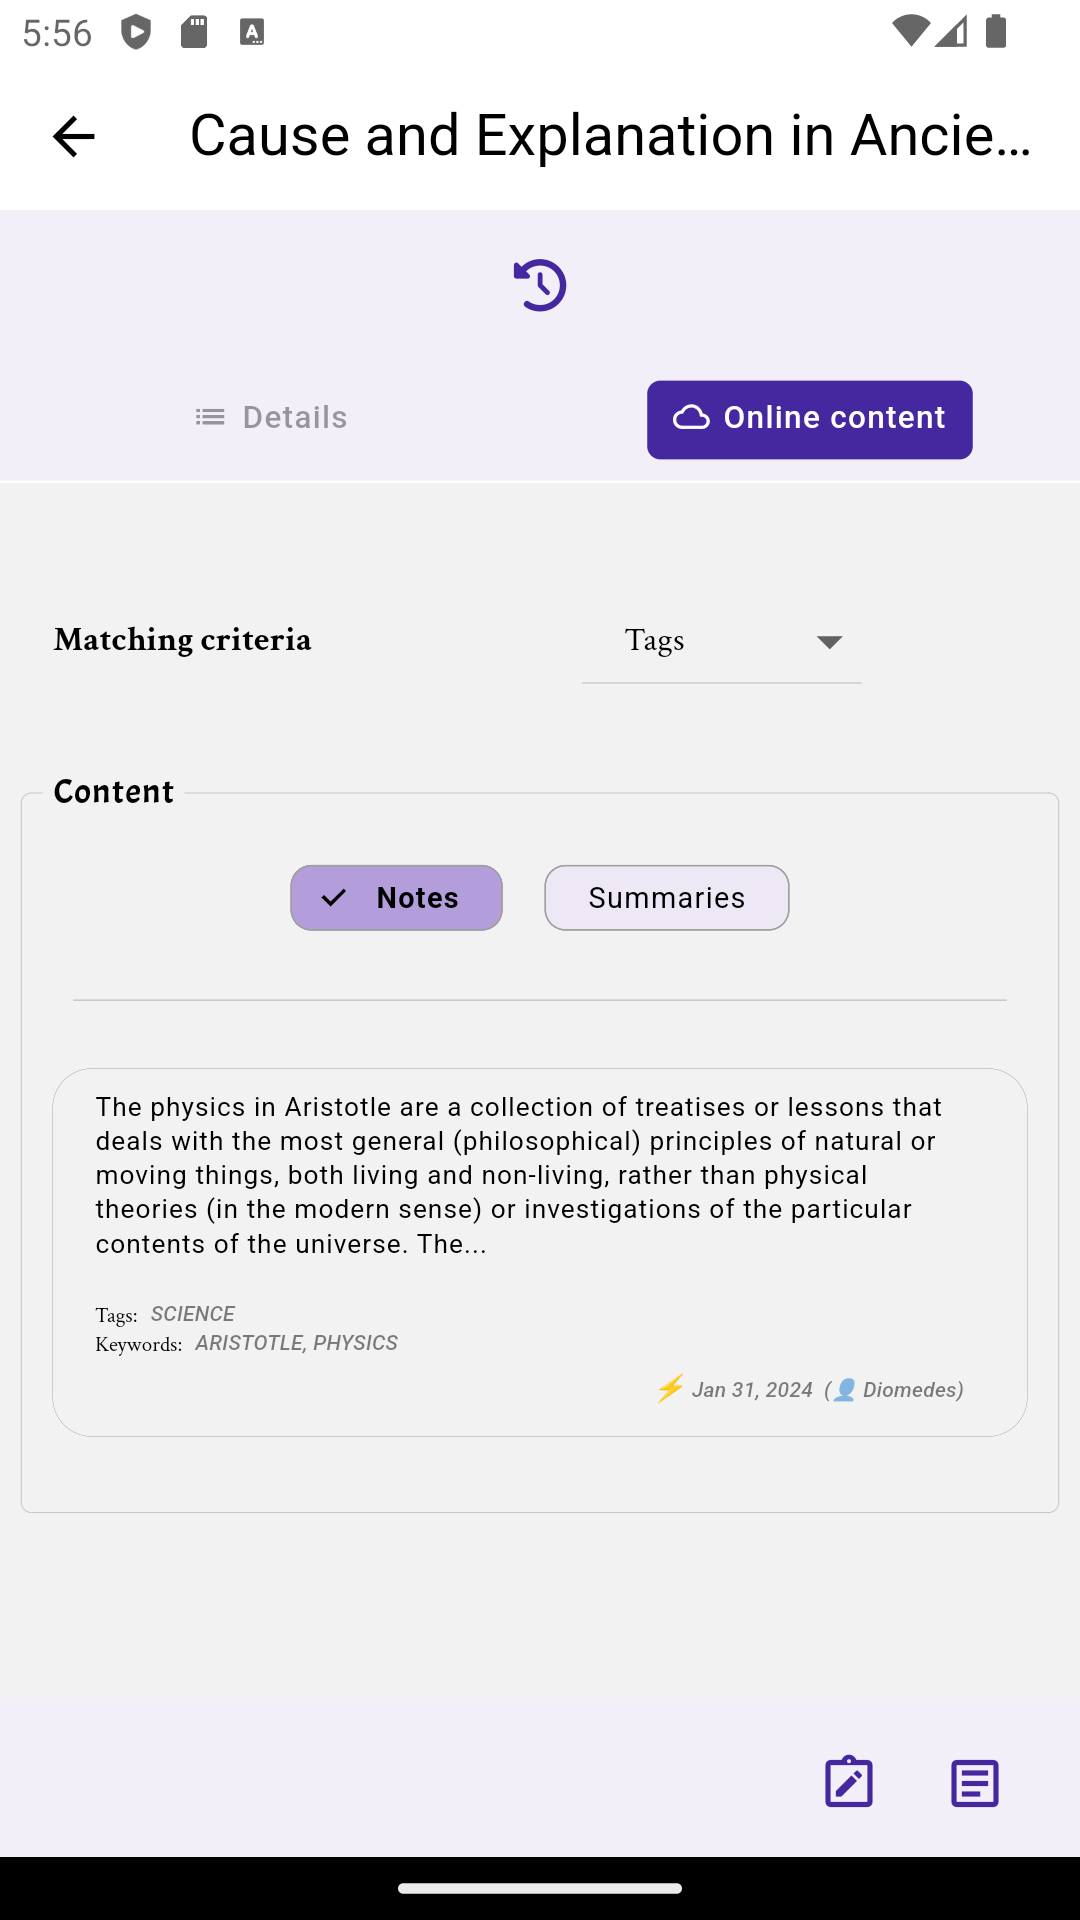 5:56
Cause and Explanation in Ancie...
Details
Online content
Matching criteria
Tags
Content
Notes
Summaries
The physics in Aristotle are a collection of treatises or lessons that
deals with the most general (philosophical) principles of natural or
moving things, both living and non-living, rather than physical
theories (in the modern sense) or investigations of the particular
contents of the universe. The...
Tags: SCIENCE
Keywords: ARISTOTLE, PHYSICS
⚡ Jan 31, 2024 (👤 Diomedes)